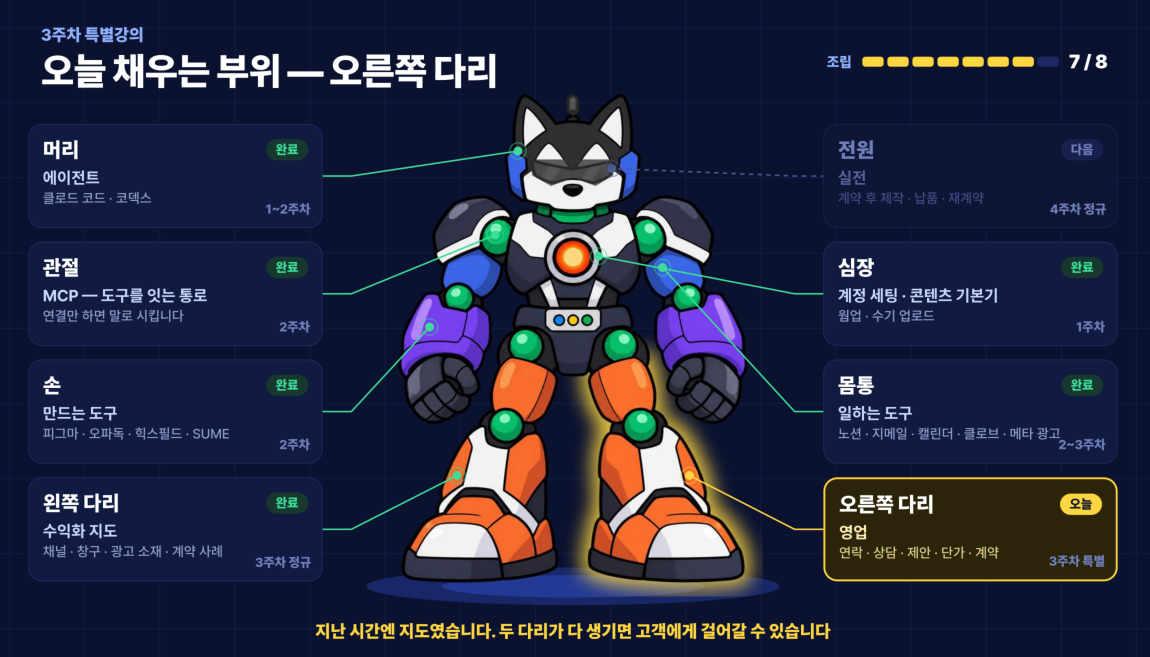 3주차 특별강의
오늘 채우는 부위 — 오른쪽 다리
조립 7 / 8
머리 완료
에이전트
클로드 코드 · 코덱스
1~2주차
관절 완료
MCP — 도구를 잇는 통로
연결만 하면 말로 시킵니다
2주차
손 완료
만드는 도구
피그마 · 오파독 · 힉스필드 · SUME
2주차
왼쪽 다리 완료
수익화 지도
채널 · 창구 · 광고 소재 · 계약 사례
3주차 정규
전원 다음
실전
계약 후 제작 · 납품 · 재계약
4주차 정규
심장 완료
계정 세팅 · 콘텐츠 기본기
웜업 · 수기 업로드
1주차
몸통 완료
일하는 도구
노션 · 지메일 · 캘린더 · 클로브 · 메타 광고
2~3주차
오른쪽 다리 오늘
영업
연락 · 상담 · 제안 · 단가 · 계약
3주차 특별
지난 시간엔 지도였습니다. 두 다리가 다 생기면 고객에게 걸어갈 수 있습니다